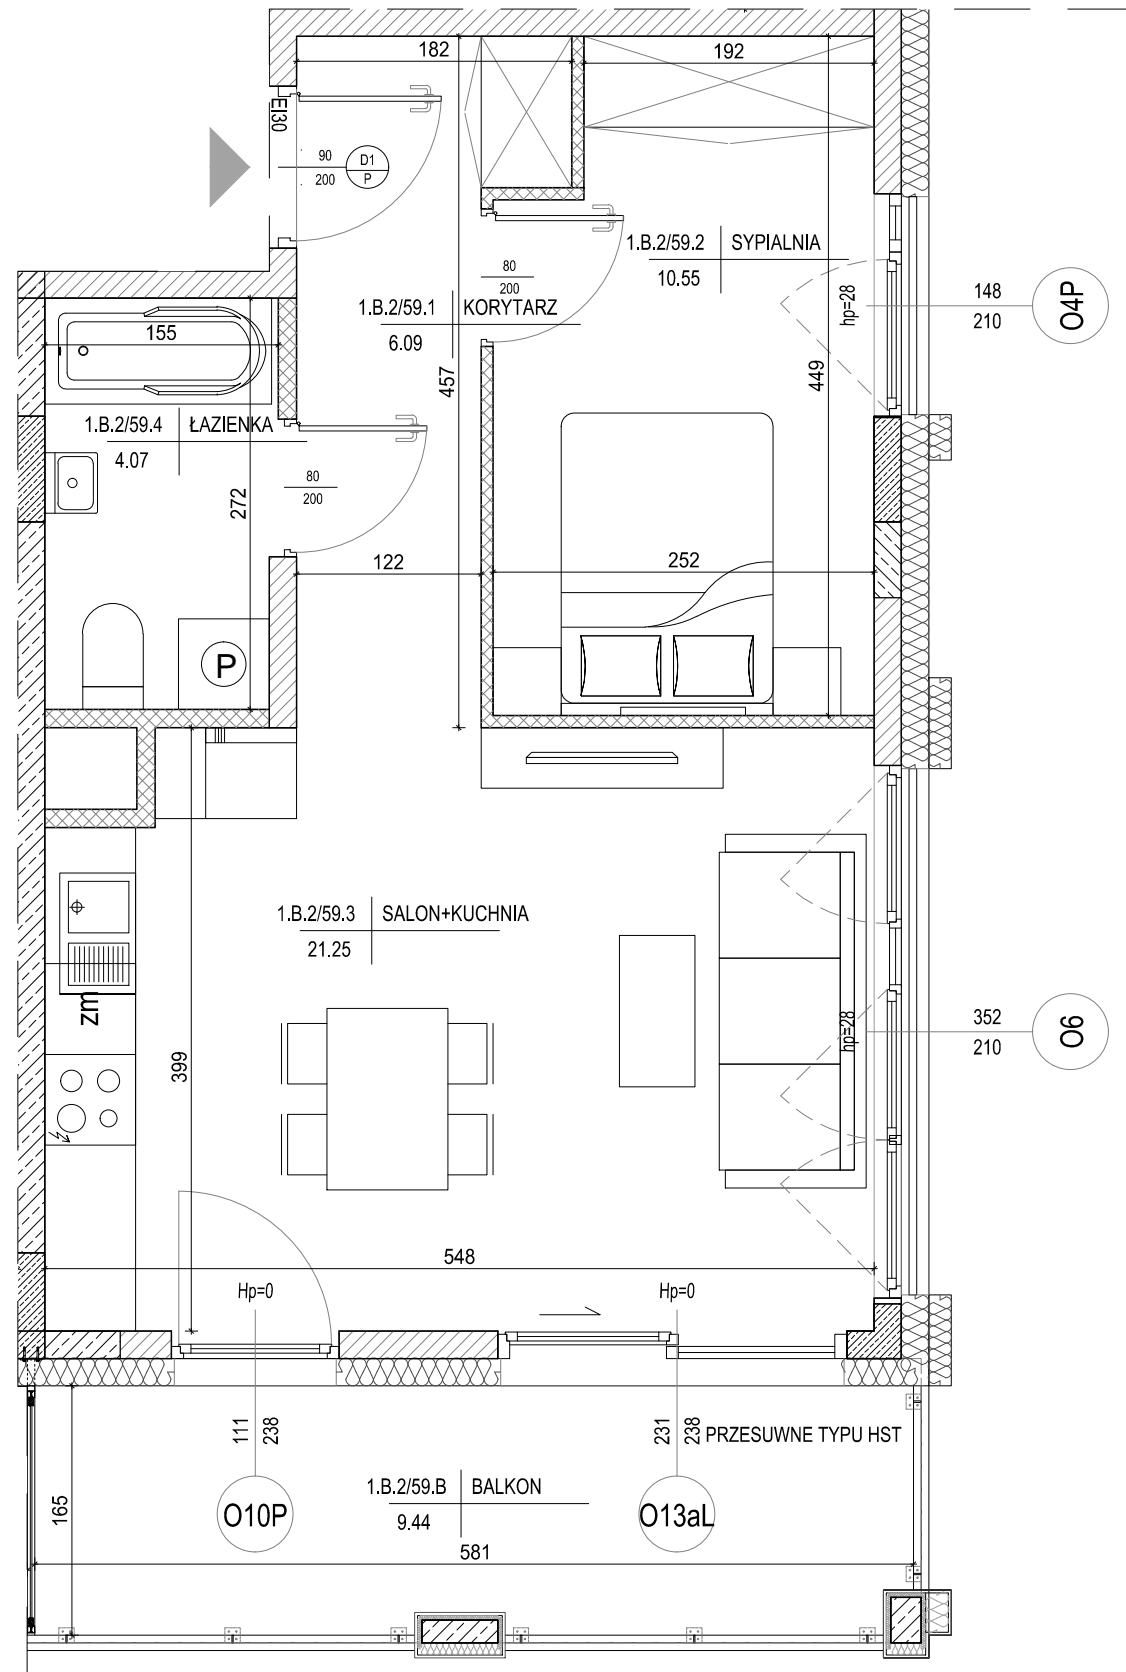 182
192
EI30
90
200
D1
P
1.B.2/59.2 SYPIALNIA
10.55
80
200
1.B.2/59.1 KORYTARZ
6.09
hp=28
148
210
O4P
155
457
449
1.B.2/59.4 ŁAZIENKA
4.07
272
80
200
122
252
P
1.B.2/59.3 SALON+KUCHNIA
21.25
zm
399
hp=28
352
210
O6
548
Hp=0
Hp=0
111
238
231
238
PRZESUWNE TYPU HST
1.B.2/59.B BALKON
9.44
O10P
O13aL
165
581